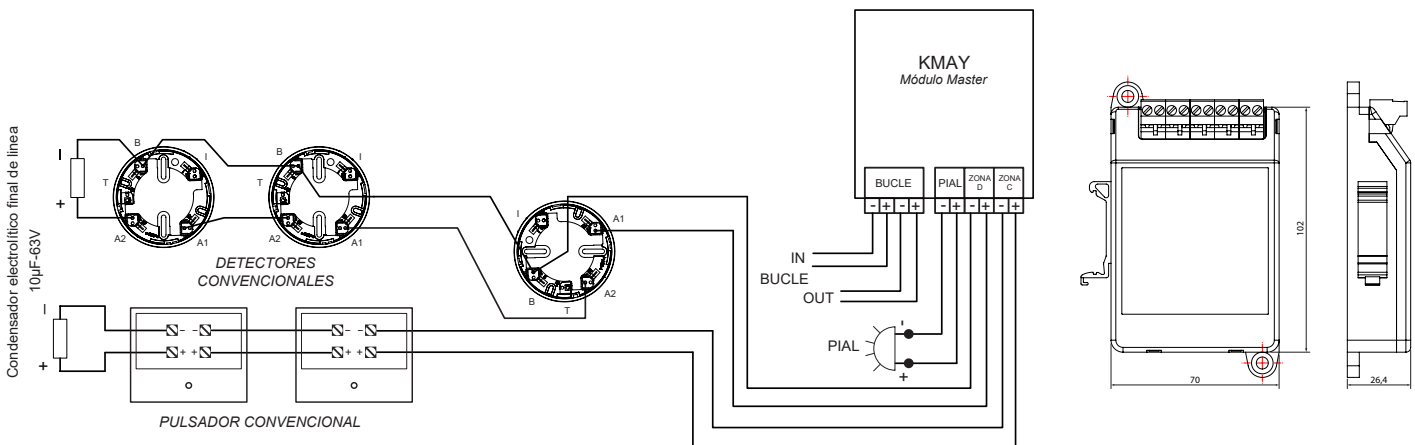 KMAY
Módulo Master
BUCLE
PIAL
ZONA
D
ZONA
C
- + - +
- + - + - +
IN
BUCLE
OUT
PIAL
-
+
Condensador electrolítico final de linea
10µF-63V
-
+
B
I
T
A2
A1
B
I
T
A2
A1
I
A1
B
T
A2
DETECTORES
CONVENCIONALES
-
+
- -
+ +
- -
+ +
PULSADOR CONVENCIONAL
102
70
26,4